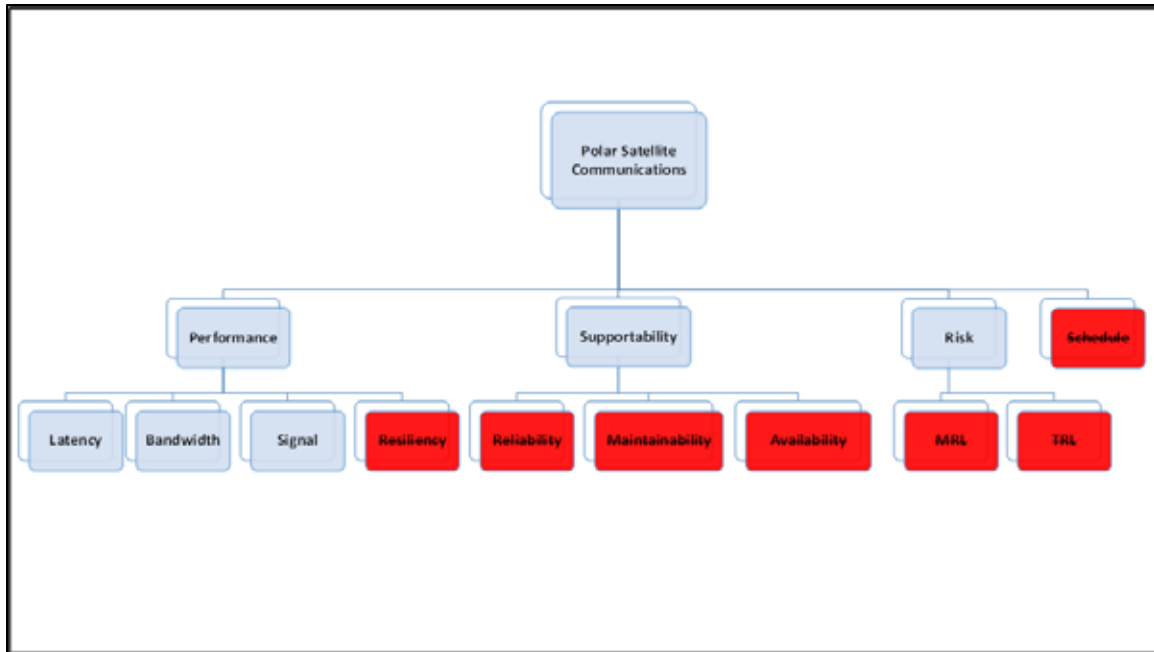 Polar Satellite
Communications
Performance
Supportability
Risk
Schedule
Latency
Bandwidth
Signal
Resiliency
Reliability
Maintainability
Availability
MRL
TRL